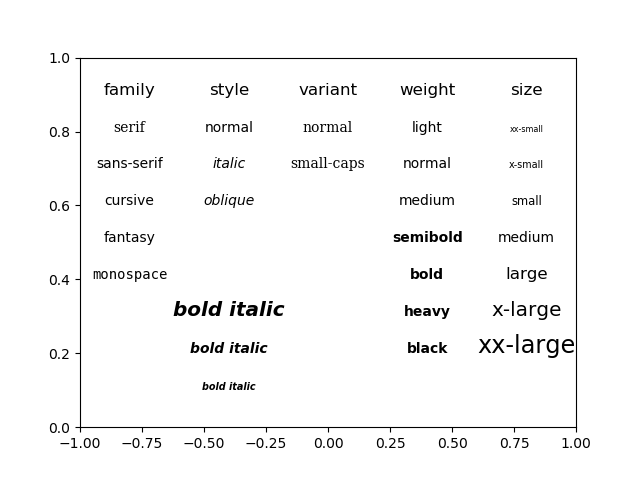 1.0
family style variant weight size
0.8
serif normal normal light xx-small
sans-serif italic small-caps normal x-small
0.6
cursive oblique medium small
fantasy semibold medium
0.4
monospace bold large
bold italic heavy x-large
0.2
bold italic black xx-large
bold italic
0.0
−1.00 −0.75 −0.50 −0.25 0.00 0.25 0.50 0.75 1.00